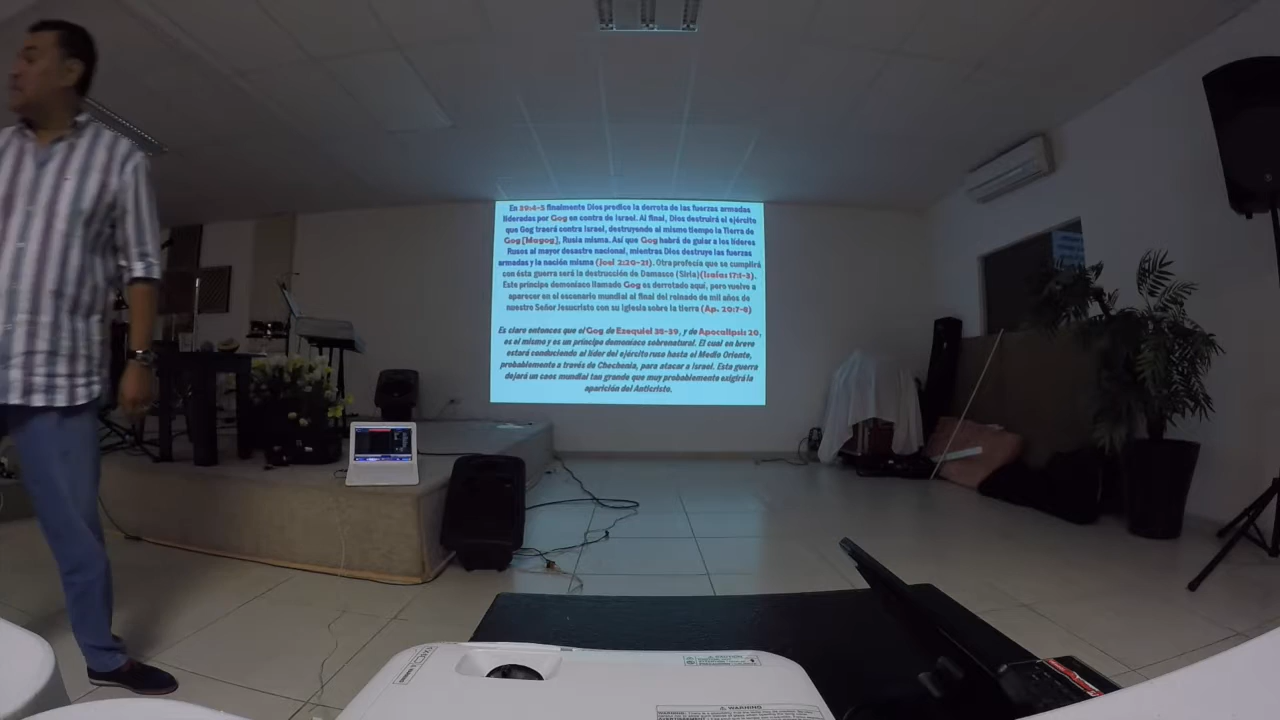 En 39:4-5 finalmente Dios predice la derrota de las fuerzas armadas
lideradas por Gog en contra de Israel. Al final, Dios destruirá el ejército
que Gog traerá contra Israel, destruyendo al mismo tiempo la Tierra de
Gog [Magog], Rusia misma. Así que Gog habrá de guiar a los líderes
Rusos al mayor desastre nacional, mientras Dios destruye las fuerzas
armadas y la nación misma (Joel 2:20-21). Otra profecía que se cumplirá
con ésta guerra será la destrucción de Damasco (Siria)(Isaías 17:1-3).
Este príncipe demoníaco llamado Gog es derrotado aquí, pero vuelve a
aparecer en el escenario mundial al final del reinado de mil años de
nuestro Señor Jesucristo con su Iglesia sobre la tierra (Ap. 20:7-8)
Es claro entonces que el Gog de Ezequiel 38-39, y de Apocalipsis 20,
es el mismo y es un príncipe demoníaco sobrenatural. El cual en breve
estará conduciendo al líder del ejército ruso hasta el Medio Oriente,
probablemente a través de Chechenia, para atacar a Israel. Esta guerra
dejará un caos mundial tan grande que muy probablemente exigirá la
aparición del Anticristo.
CAUTION
WARNING